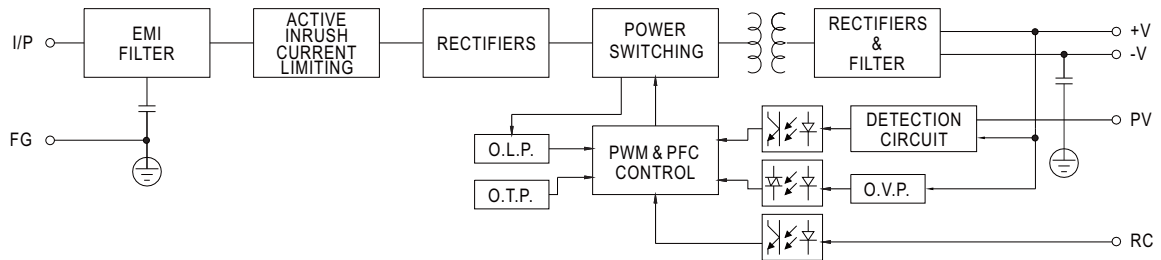 I/P
EMI
FILTER
ACTIVE
INRUSH
CURRENT
LIMITING
RECTIFIERS
POWER
SWITCHING
RECTIFIERS
&
FILTER
+V
-V
FG
O.L.P.
O.T.P.
PWM & PFC
CONTROL
DETECTION
CIRCUIT
PV
O.V.P.
RC